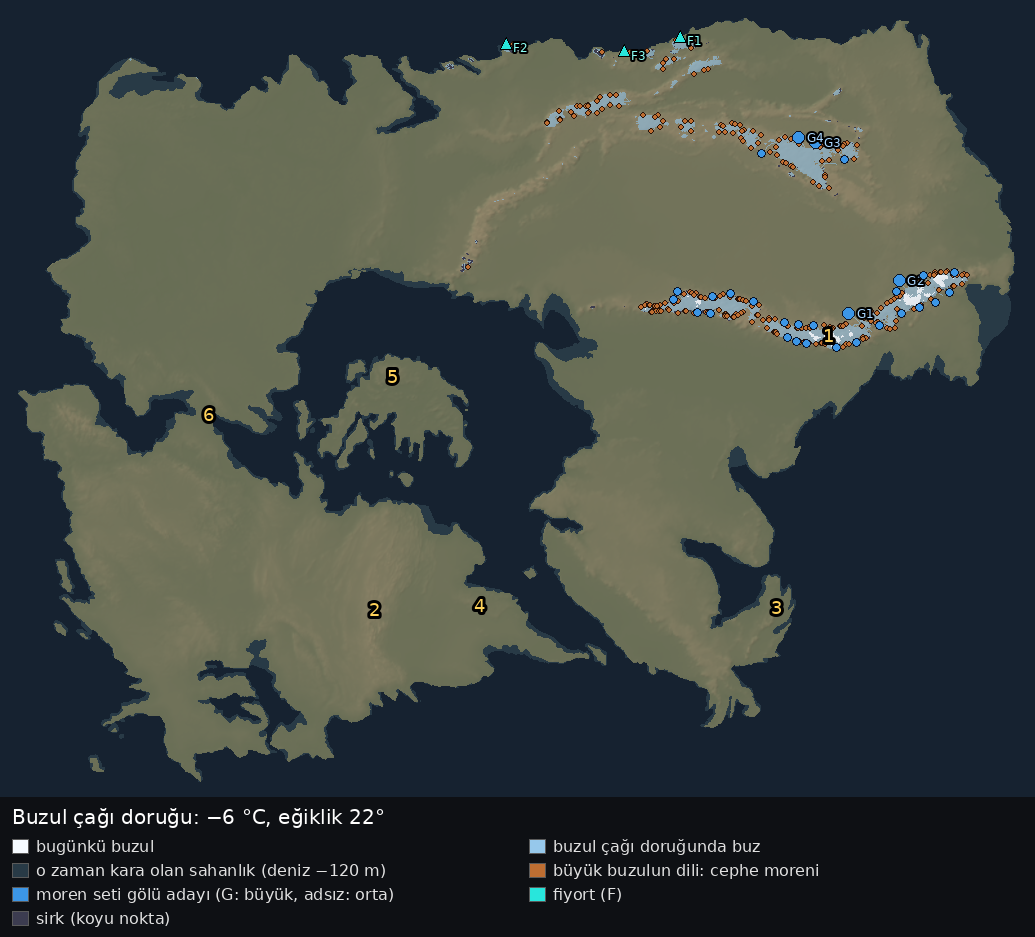 F1
F2
F3
G4
G3
G2
G1
1
5
6
2
4
3
Buzul çağı doruğu: −6 °C, eğiklik 22°
bugünkü buzul
buzul çağı doruğunda buz
o zaman kara olan sahanlık (deniz −120 m)
büyük buzulun dili: cephe moreni
moren seti gölü adayı (G: büyük, adsız: orta)
fiyort (F)
sirk (koyu nokta)